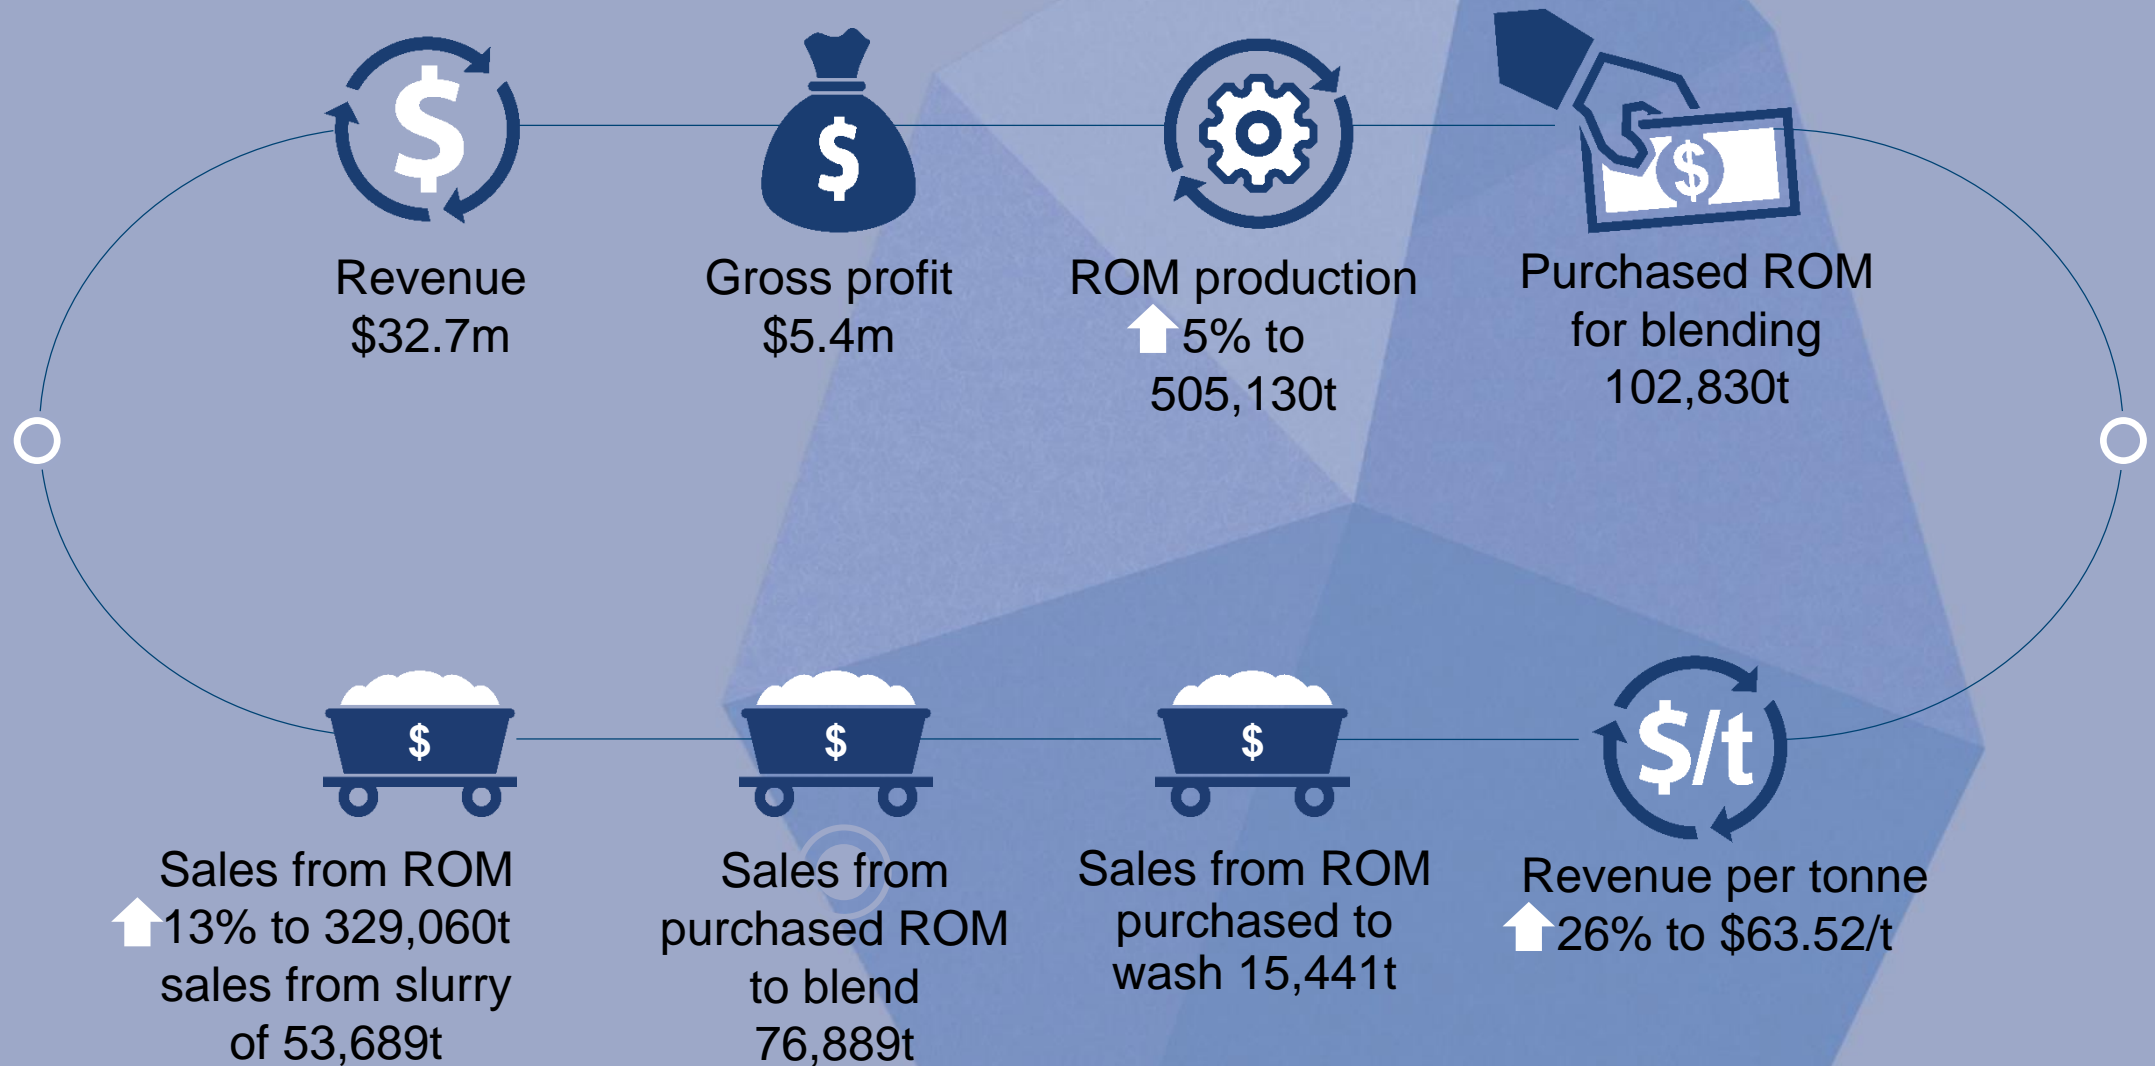 $
$
$
Revenue
$32.7m
Gross profit
$5.4m
ROM production
5% to
505,130t
Purchased ROM
for blending
102,830t
$
$
$
$/t
Sales from ROM
13% to 329,060t
sales from slurry
of 53,689t
Sales from
purchased ROM
to blend
76,889t
Sales from ROM
purchased to
wash 15,441t
Revenue per tonne
26% to $63.52/t